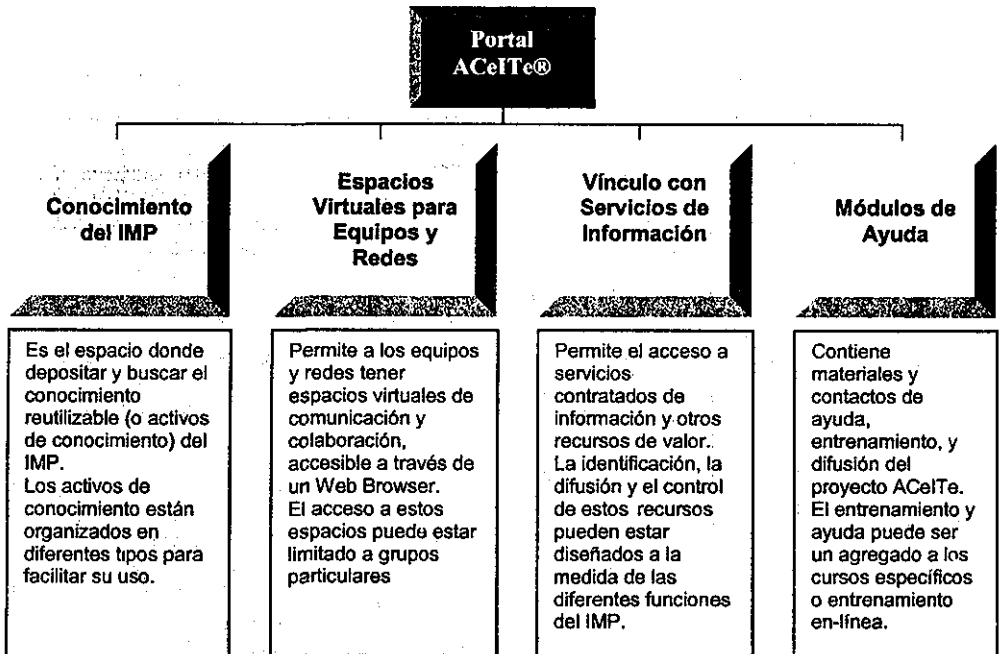 Portal
ACeITe®
Conocimiento
del IMP
Espacios
Virtuales para
Equipos y
Redes
Vínculo con
Servicios de
Información
Módulos de
Ayuda
Es el espacio donde
depositar y buscar el
conocimiento
reutilizable (o activos
de conocimiento) del
IMP.
Los activos de
conocimiento están
organizados en
diferentes tipos para
facilitar su uso.
Permite a los equipos
y redes tener
espacios virtuales de
comunicación y
colaboración,
accesible a través de
un Web Browser.
El acceso a estos
espacios puede estar
limitado a grupos
particulares
Permite el acceso a
servicios
contratados de
información y otros
recursos de valor.
La identificación, la
difusión y el control
de estos recursos
pueden estar
diseñados a la
medida de las
diferentes funciones
del IMP.
Contiene
materiales y
contactos de
ayuda,
entrenamiento, y
difusión del
proyecto ACeITe.
El entrenamiento y
ayuda puede ser
un agregado a los
cursos específicos
o entrenamiento
en-línea.